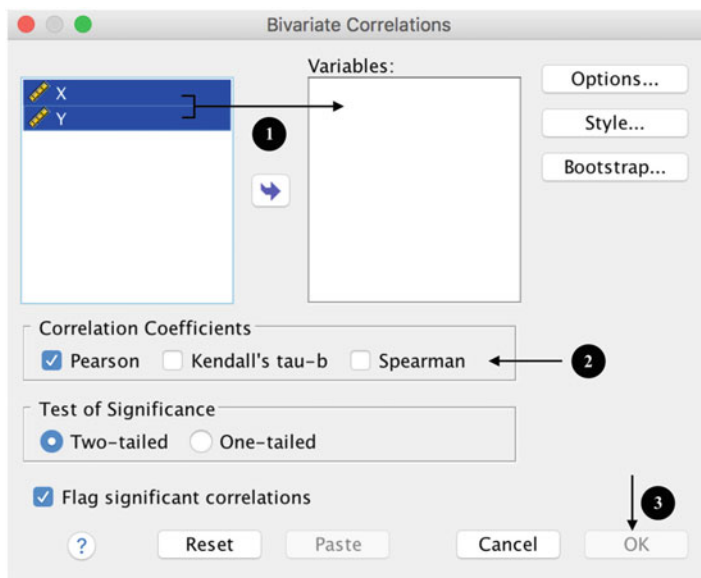 Bivariate Correlations
X
Y
1
Variables:
Options...
Style...
Bootstrap...
Correlation Coefficients
Pearson Kendall's tau-b Spearman
2
Test of Significance
Two-tailed One-tailed
Flag significant correlations
3
? Reset Paste Cancel OK